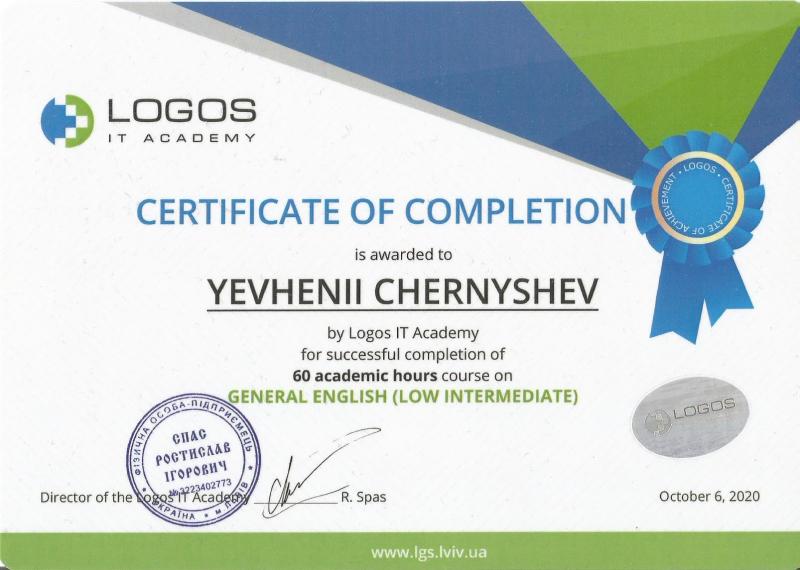 LOGOS
IT ACADEMY
LOGOS • CERTIFICATE OF ACHIEVEMENT •
CERTIFICATE OF COMPLETION
is awarded to
YEVHENII CHERNYSHEV
by Logos IT Academy
for successful completion of
60 academic hours course on
GENERAL ENGLISH (LOW INTERMEDIATE)
LOGOS
ФІЗИЧНА ОСОБА-ПІДПРИЄМЕЦЬ
СПАС
РОСТИСЛАВ
ІГОРОВИЧ
№3223402773
* УКРАЇНА * м ЛЬВІВ *
Director of the Logos IT Academy R. Spas
October 6, 2020
www.lgs.lviv.ua